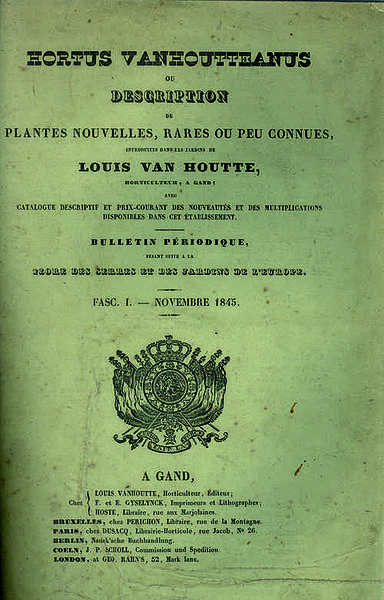 HORTUS VANHOUTTEANUS
OU
DESCRIPTION
DE
PLANTES NOUVELLES, RARES OU PEU CONNUES,
INTRODUITES DANS LES JARDINS DE
LOUIS VAN HOUTTE,
HORTICULTEUR, A GAND;
AVEC
CATALOGUE DESCRIPTIF ET PRIX-COURANT DES NOUVEAUTÉS ET DES MULTIPLICATIONS
DISPONIBLES DANS CET ÉTABLISSEMENT.
BULLETIN PÉRIODIQUE,
FESANT SUITE A LA
FLORE DES SERRES ET DES JARDINS DE L'EUROPE.
FASC. I. — NOVEMBRE 1845.
A GAND,
LOUIS VANHOUTTE, Horticulteur, Éditeur;
Chez F. et E. GYSELYNCK, Imprimeurs et Lithographes;
HOSTE, Libraire, rue aux Marjolaines.
BRUXELLES, chez PERICHON, Libraire, rue de la Montagne.
PARIS, chez DUSACQ, Librairie-Horticole, rue Jacob, No 26.
BERLIN, Nauck'sche Buchhandlung.
COELN, J. P. SCHOLL, Commission und Spedition.
LONDON, at GEO. RAHN'S, 52, Mark lane.